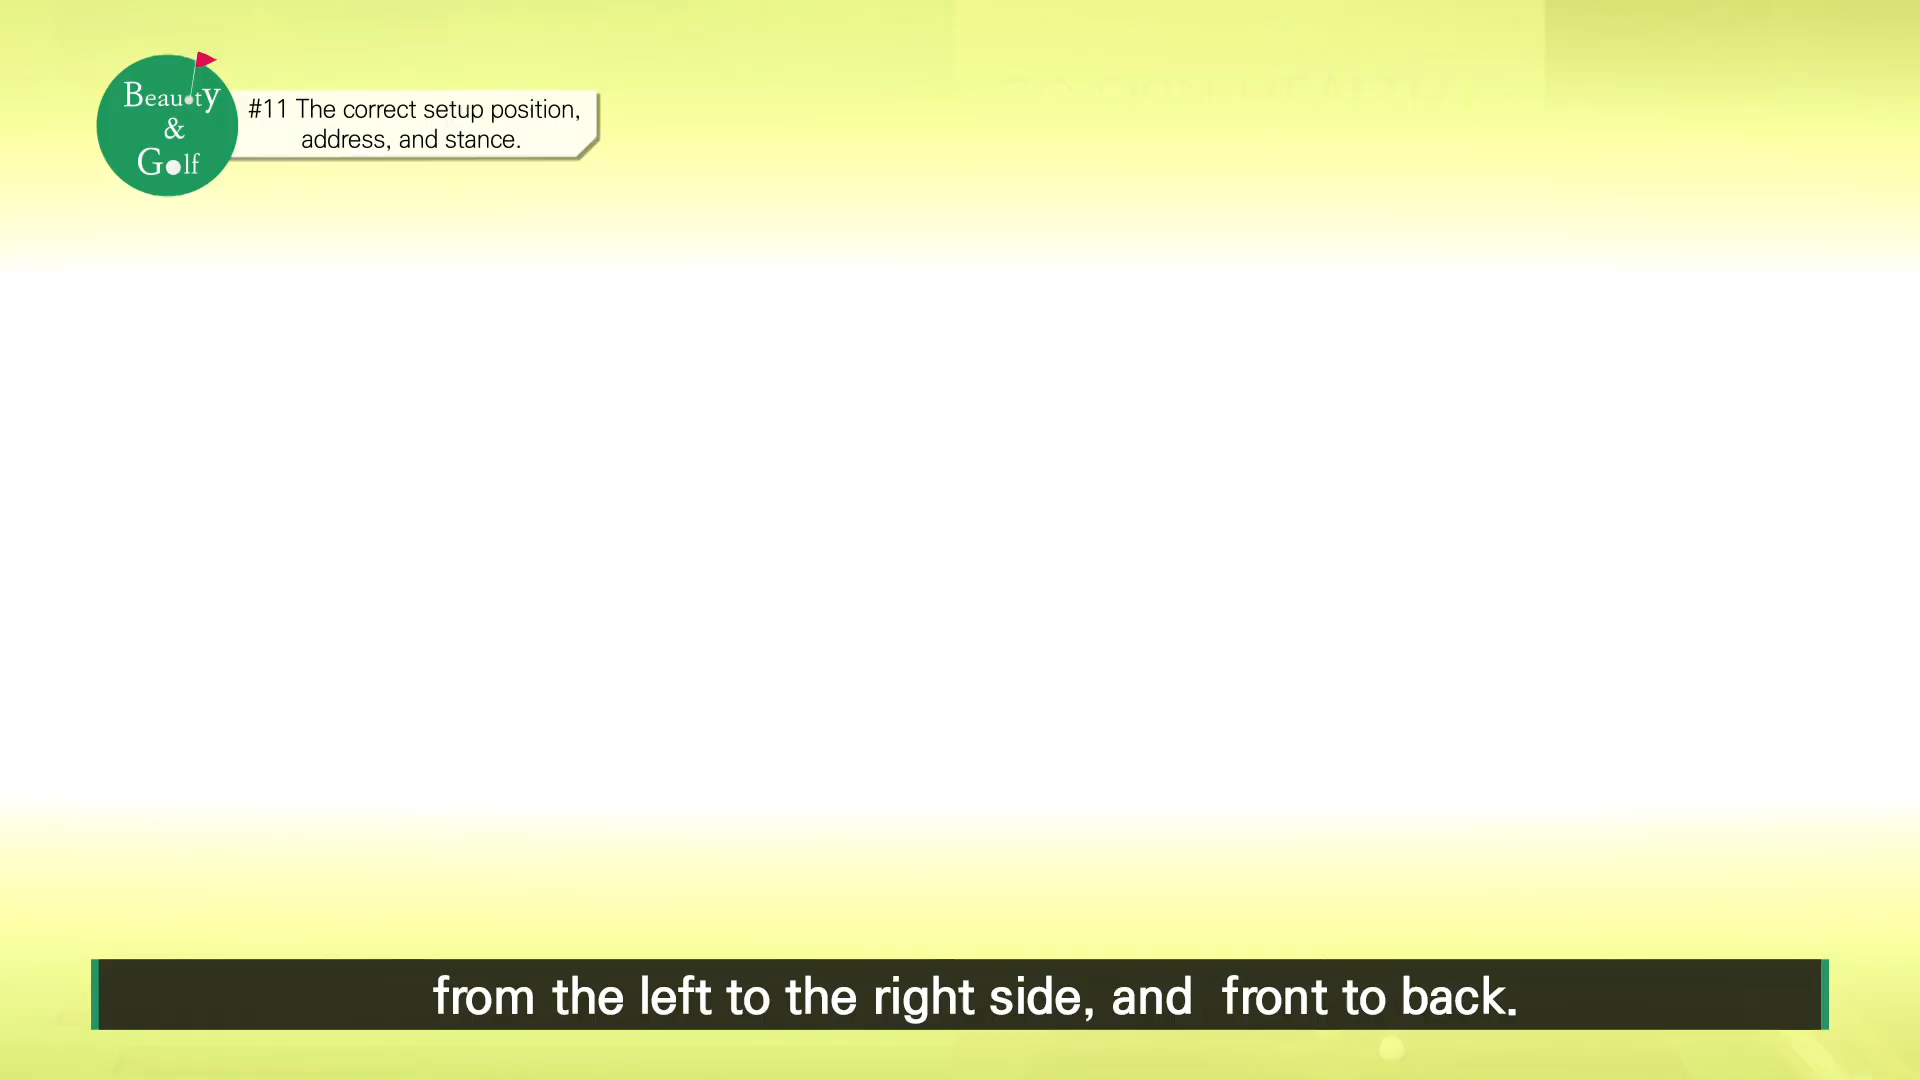 Beauty
&
Golf
#11 The correct setup position,
address, and stance.
from the left to the right side, and front to back.